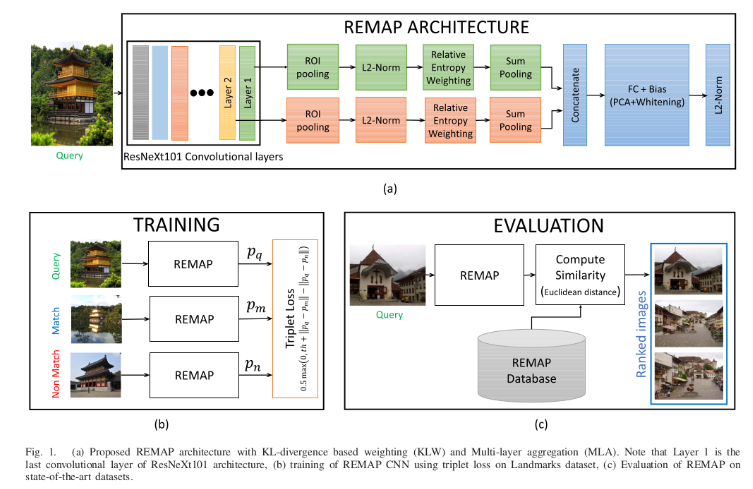 REMAP ARCHITECTURE
Query
Layer 2
Layer 1
ResNeXt101 Convolutional layers
ROI
pooling
L2-Norm
Relative
Entropy
Weighting
Sum
Pooling
ROI
pooling
L2-Norm
Relative
Entropy
Weighting
Sum
Pooling
Concatenate
FC + Bias
(PCA+Whitening)
L2-Norm
(a)
TRAINING
Query
REMAP
p_q
Match
REMAP
p_m
Non Match
REMAP
p_n
Triplet Loss
0.5 max(0, th + ||p_q − p_m|| − ||p_q − p_n||)
(b)
EVALUATION
Query
REMAP
Compute
Similarity
(Euclidean distance)
REMAP
Database
Ranked images
(c)
Fig. 1. (a) Proposed REMAP architecture with KL-divergence based weighting (KLW) and Multi-layer aggregation (MLA). Note that Layer 1 is the
last convolutional layer of ResNeXt101 architecture, (b) training of REMAP CNN using triplet loss on Landmarks dataset, (c) Evaluation of REMAP on
state-of-the-art datasets.